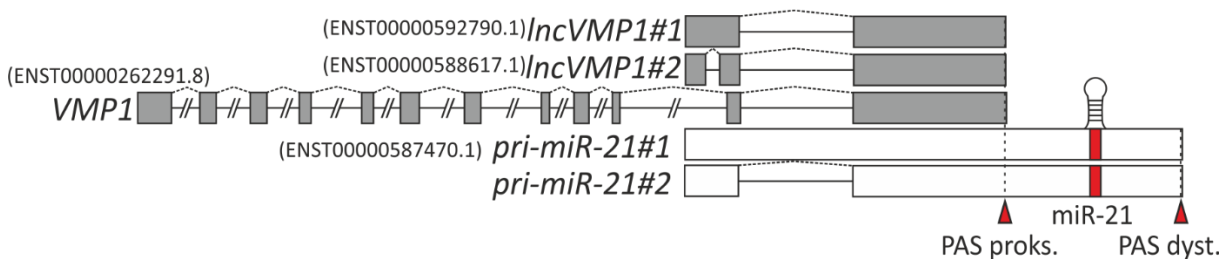 (ENST00000592790.1) lncVMP1#1
(ENST00000588617.1) lncVMP1#2
(ENST00000262291.8)
VMP1
(ENST00000587470.1) pri-miR-21#1
pri-miR-21#2
miR-21
PAS proks. PAS dyst.